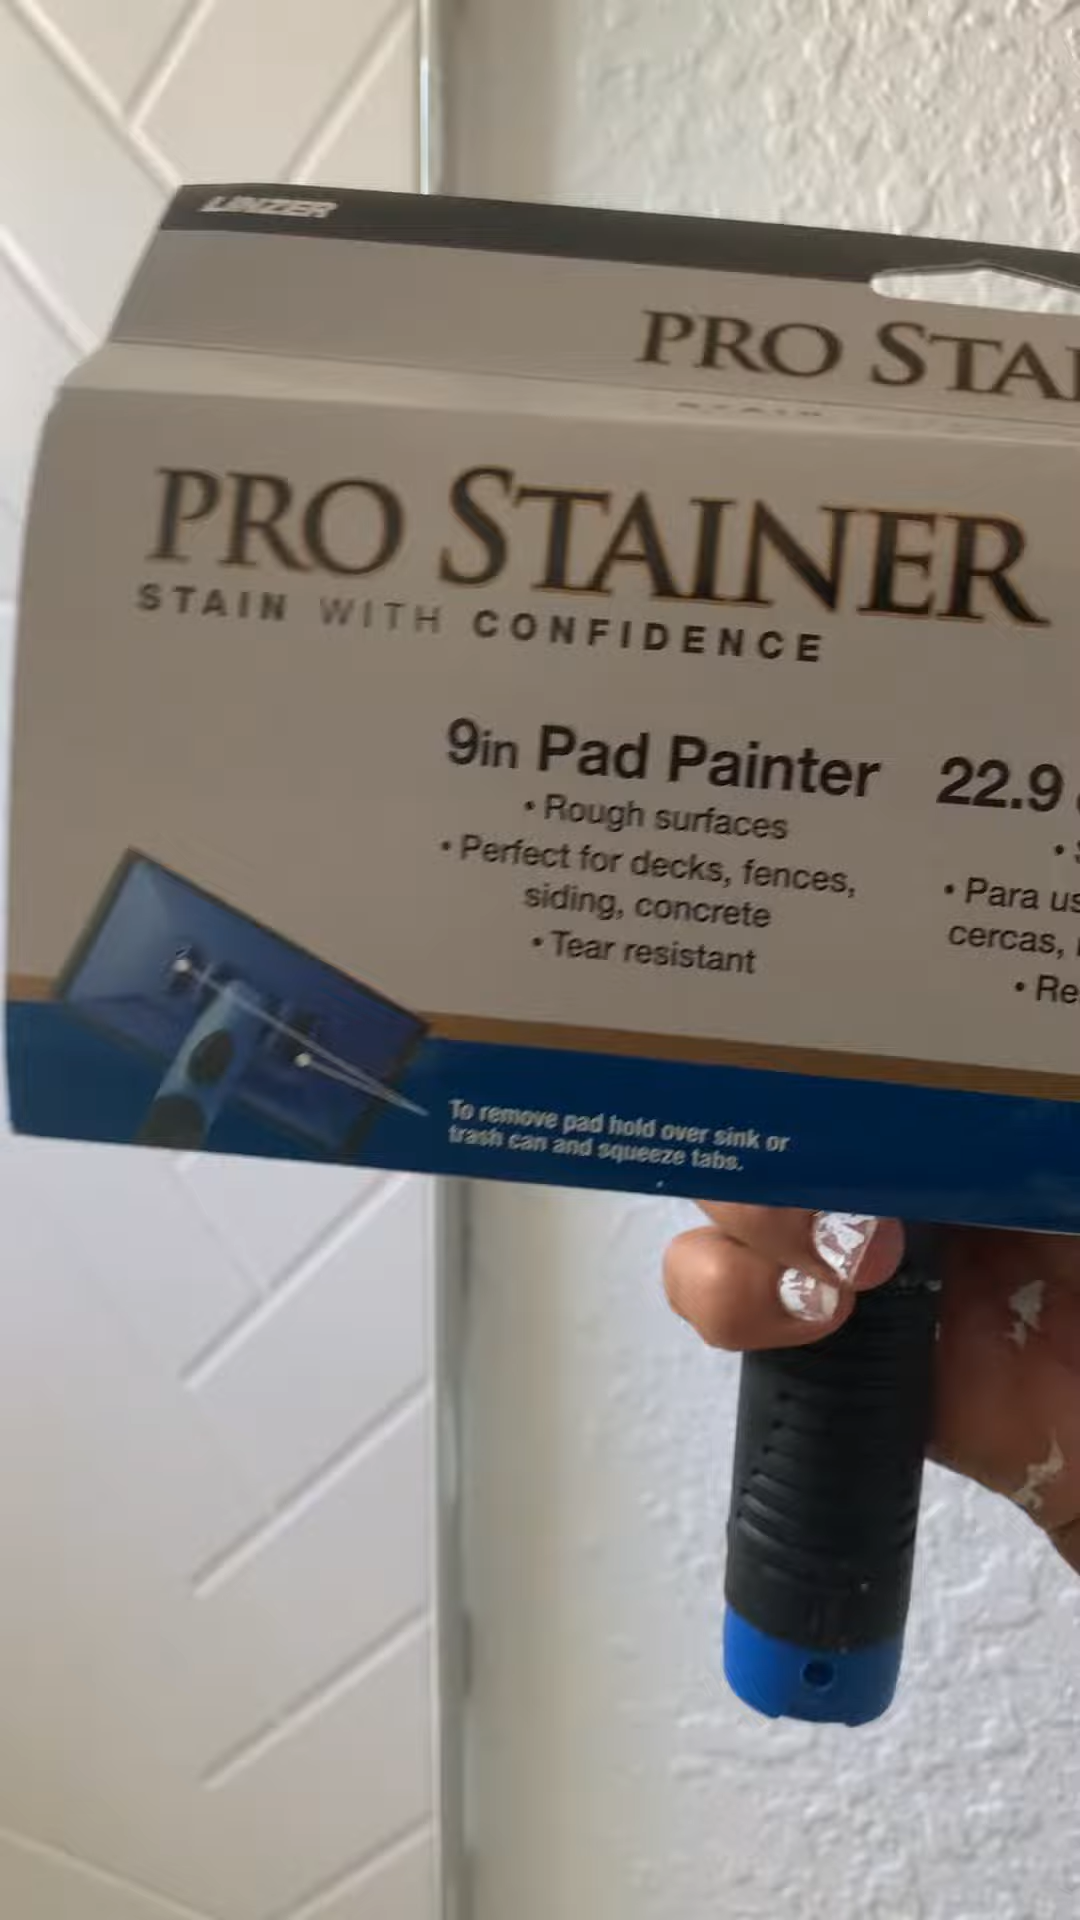 LINZER
PRO STAI
PRO STAINER
STAIN WITH CONFIDENCE
9in Pad Painter
• Rough surfaces
• Perfect for decks, fences,
siding, concrete
• Tear resistant
22.9
•
• Para us
cercas,
• Re
To remove pad hold over sink or
trash can and squeeze tabs.